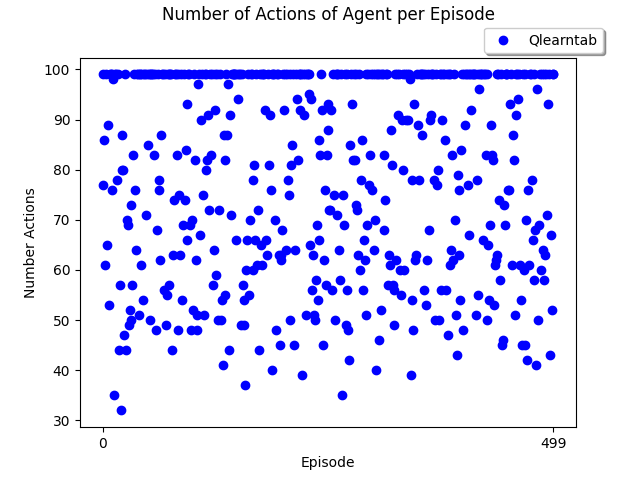 Number of Actions of Agent per Episode
Qlearntab
100
90
80
70
60
50
40
30
Number Actions
0
499
Episode